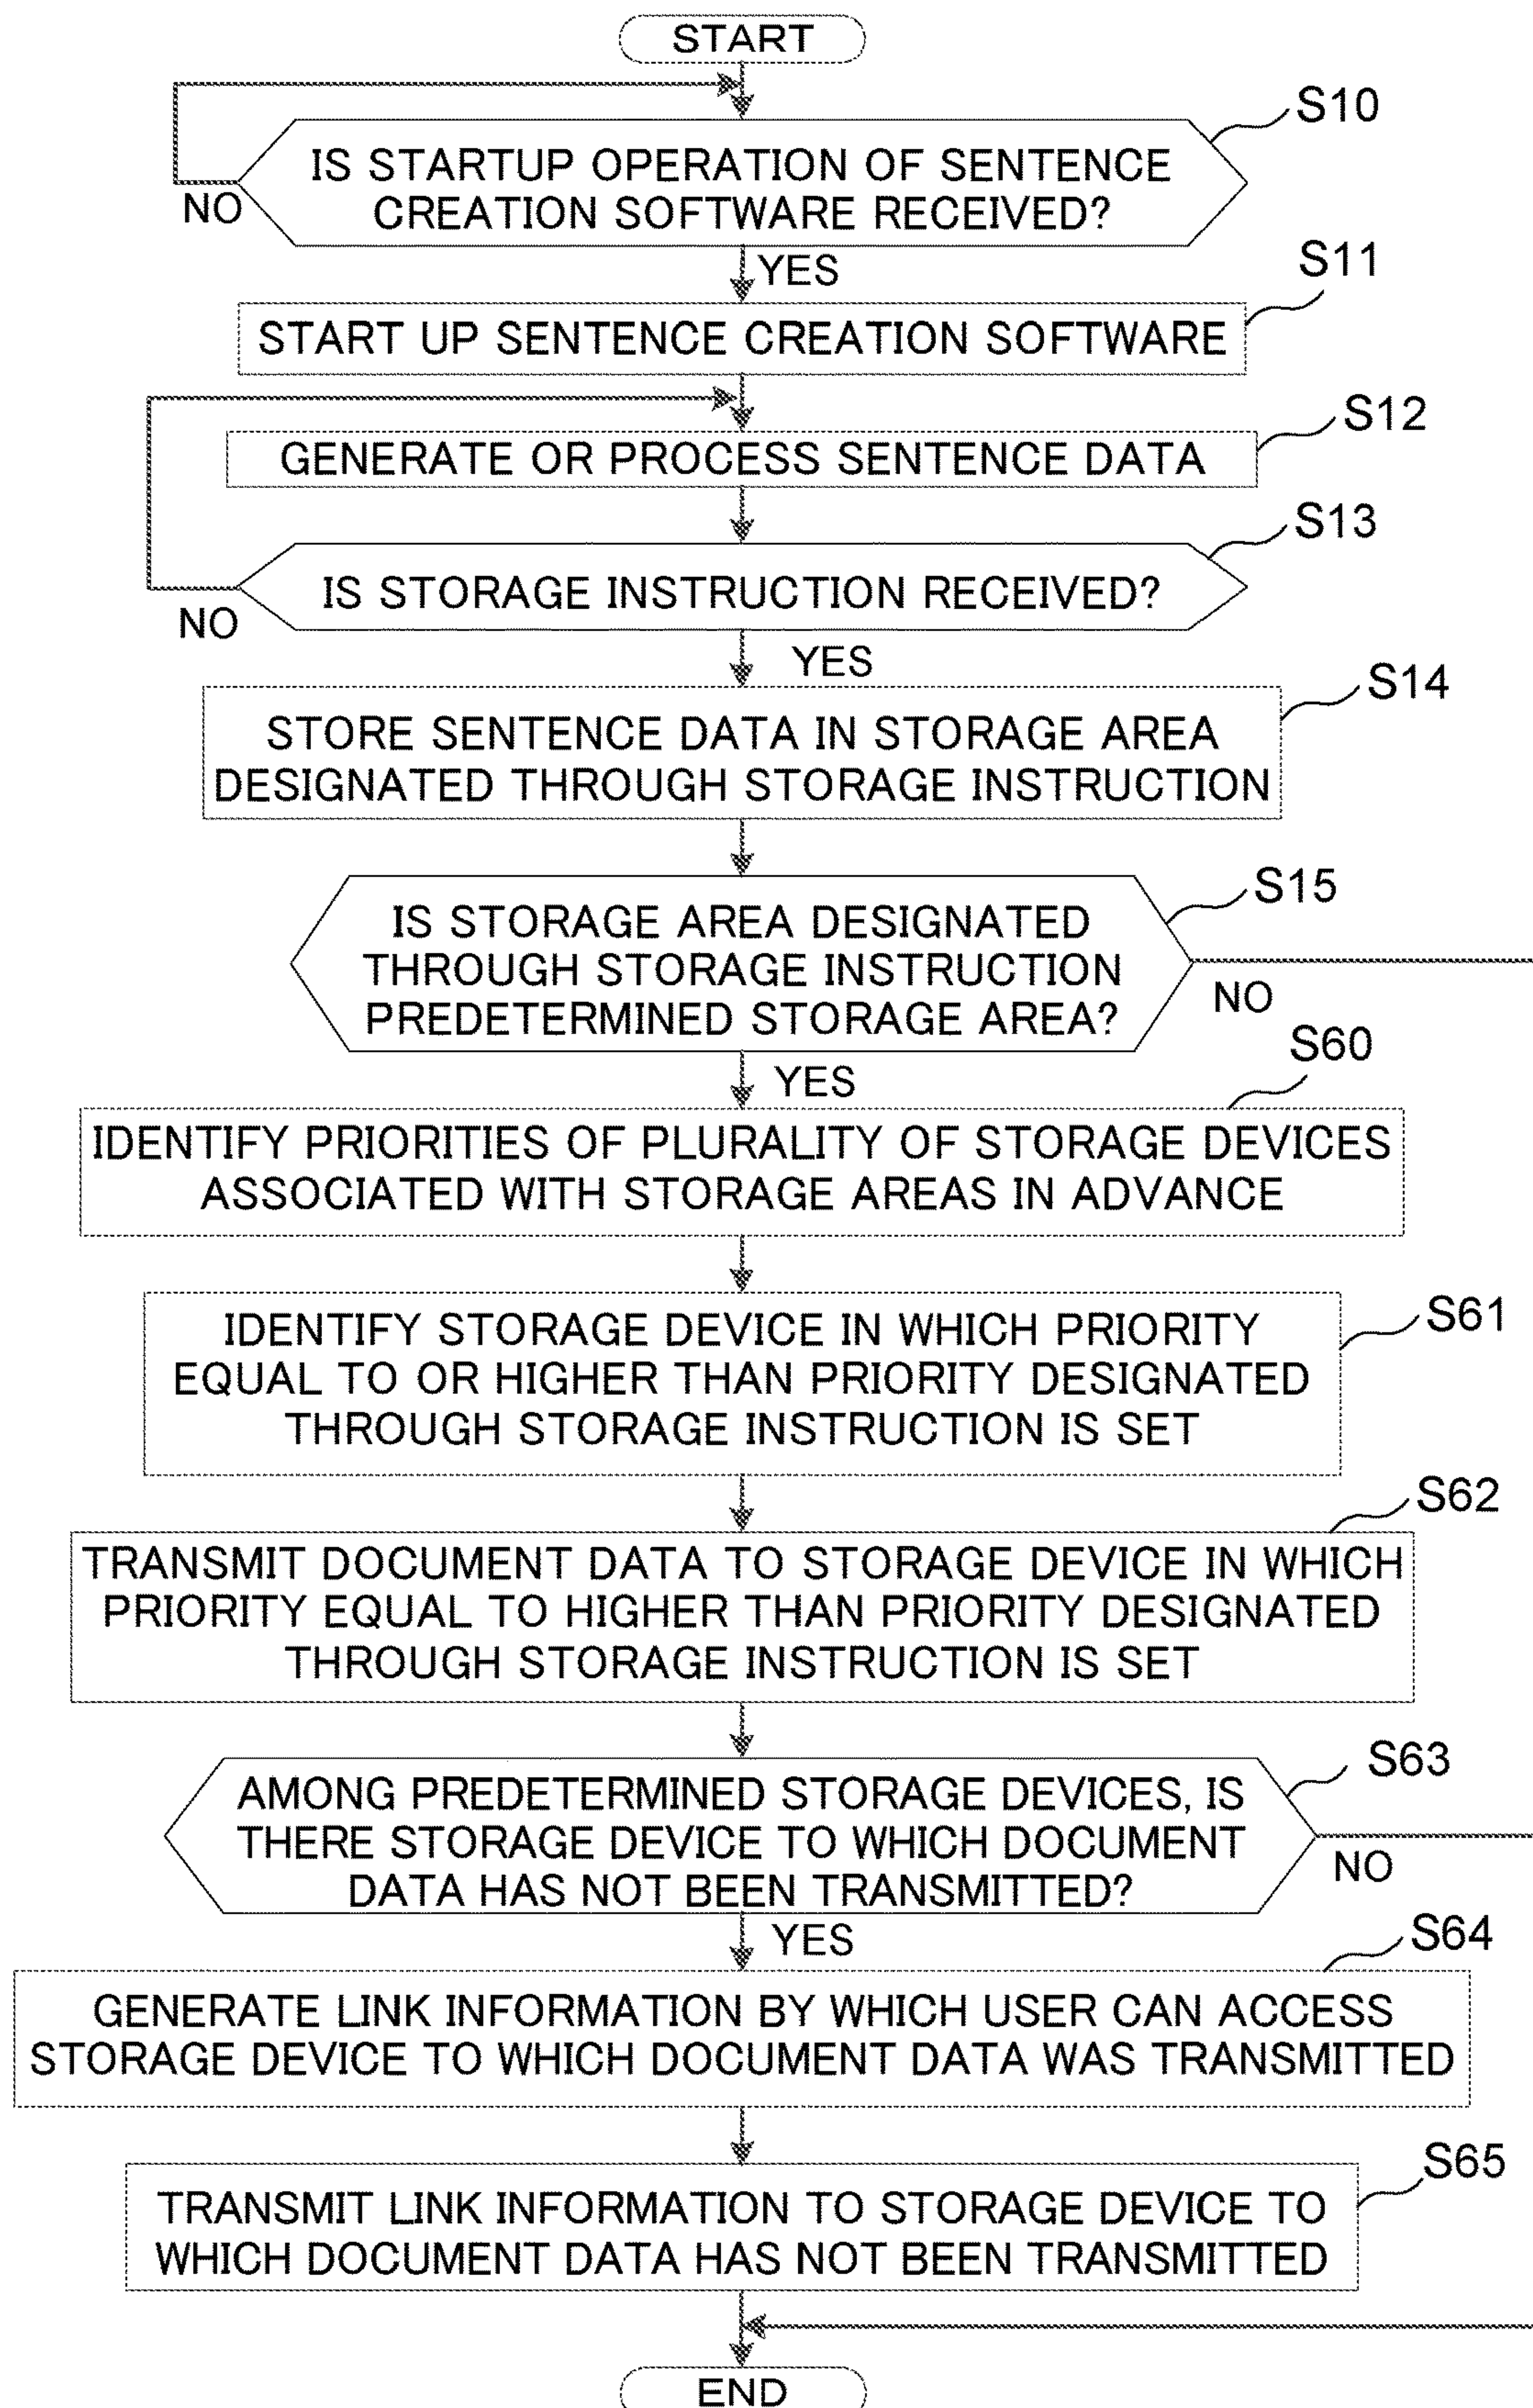 START
S10
IS STARTUP OPERATION OF SENTENCE
CREATION SOFTWARE RECEIVED?
NO
YES
S11
START UP SENTENCE CREATION SOFTWARE
S12
GENERATE OR PROCESS SENTENCE DATA
S13
IS STORAGE INSTRUCTION RECEIVED?
NO
YES
S14
STORE SENTENCE DATA IN STORAGE AREA
DESIGNATED THROUGH STORAGE INSTRUCTION
S15
IS STORAGE AREA DESIGNATED
THROUGH STORAGE INSTRUCTION
PREDETERMINED STORAGE AREA?
NO
YES
S60
IDENTIFY PRIORITIES OF PLURALITY OF STORAGE DEVICES
ASSOCIATED WITH STORAGE AREAS IN ADVANCE
S61
IDENTIFY STORAGE DEVICE IN WHICH PRIORITY
EQUAL TO OR HIGHER THAN PRIORITY DESIGNATED
THROUGH STORAGE INSTRUCTION IS SET
S62
TRANSMIT DOCUMENT DATA TO STORAGE DEVICE IN WHICH
PRIORITY EQUAL TO HIGHER THAN PRIORITY DESIGNATED
THROUGH STORAGE INSTRUCTION IS SET
S63
AMONG PREDETERMINED STORAGE DEVICES, IS
THERE STORAGE DEVICE TO WHICH DOCUMENT
DATA HAS NOT BEEN TRANSMITTED?
NO
YES
S64
GENERATE LINK INFORMATION BY WHICH USER CAN ACCESS
STORAGE DEVICE TO WHICH DOCUMENT DATA WAS TRANSMITTED
S65
TRANSMIT LINK INFORMATION TO STORAGE DEVICE TO
WHICH DOCUMENT DATA HAS NOT BEEN TRANSMITTED
END